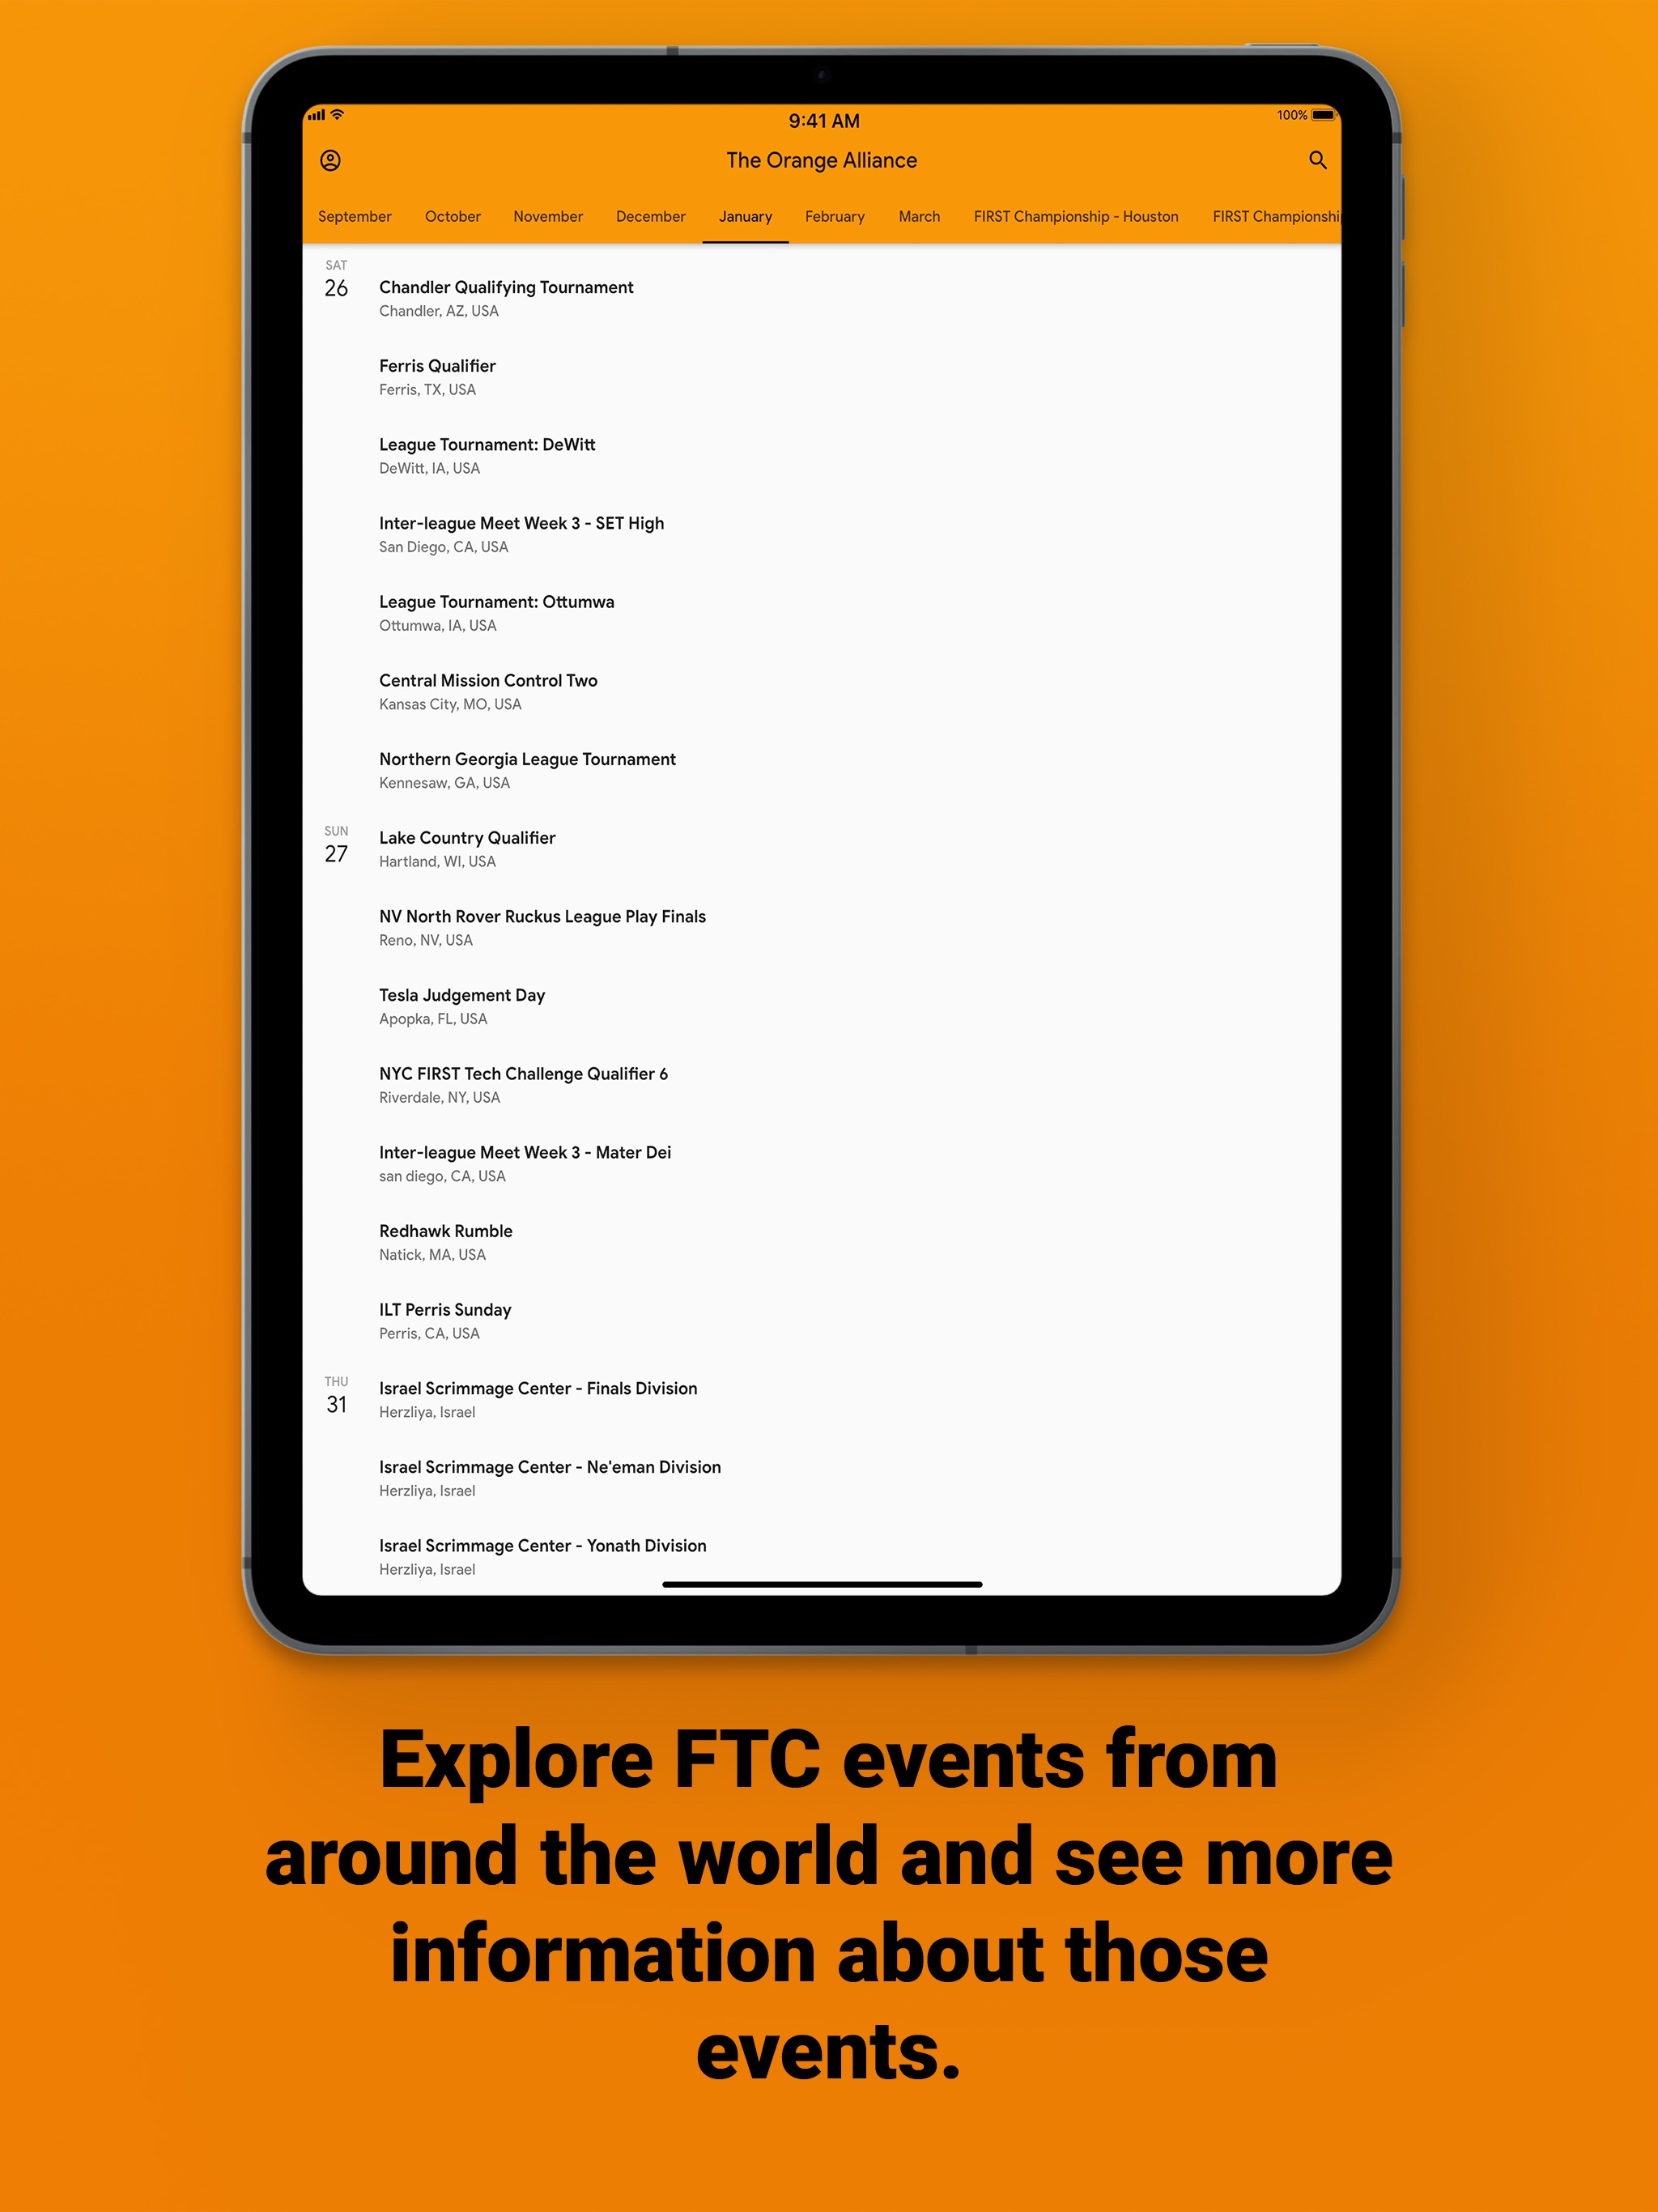 9:41 AM
100%
The Orange Alliance
September October November December January February March FIRST Championship - Houston FIRST Championshi
SAT
26
Chandler Qualifying Tournament
Chandler, AZ, USA
Ferris Qualifier
Ferris, TX, USA
League Tournament: DeWitt
DeWitt, IA, USA
Inter-league Meet Week 3 - SET High
San Diego, CA, USA
League Tournament: Ottumwa
Ottumwa, IA, USA
Central Mission Control Two
Kansas City, MO, USA
Northern Georgia League Tournament
Kennesaw, GA, USA
SUN
27
Lake Country Qualifier
Hartland, WI, USA
NV North Rover Ruckus League Play Finals
Reno, NV, USA
Tesla Judgement Day
Apopka, FL, USA
NYC FIRST Tech Challenge Qualifier 6
Riverdale, NY, USA
Inter-league Meet Week 3 - Mater Dei
san diego, CA, USA
Redhawk Rumble
Natick, MA, USA
ILT Perris Sunday
Perris, CA, USA
THU
31
Israel Scrimmage Center - Finals Division
Herzliya, Israel
Israel Scrimmage Center - Ne'eman Division
Herzliya, Israel
Israel Scrimmage Center - Yonath Division
Herzliya, Israel
Explore FTC events from
around the world and see more
information about those
events.